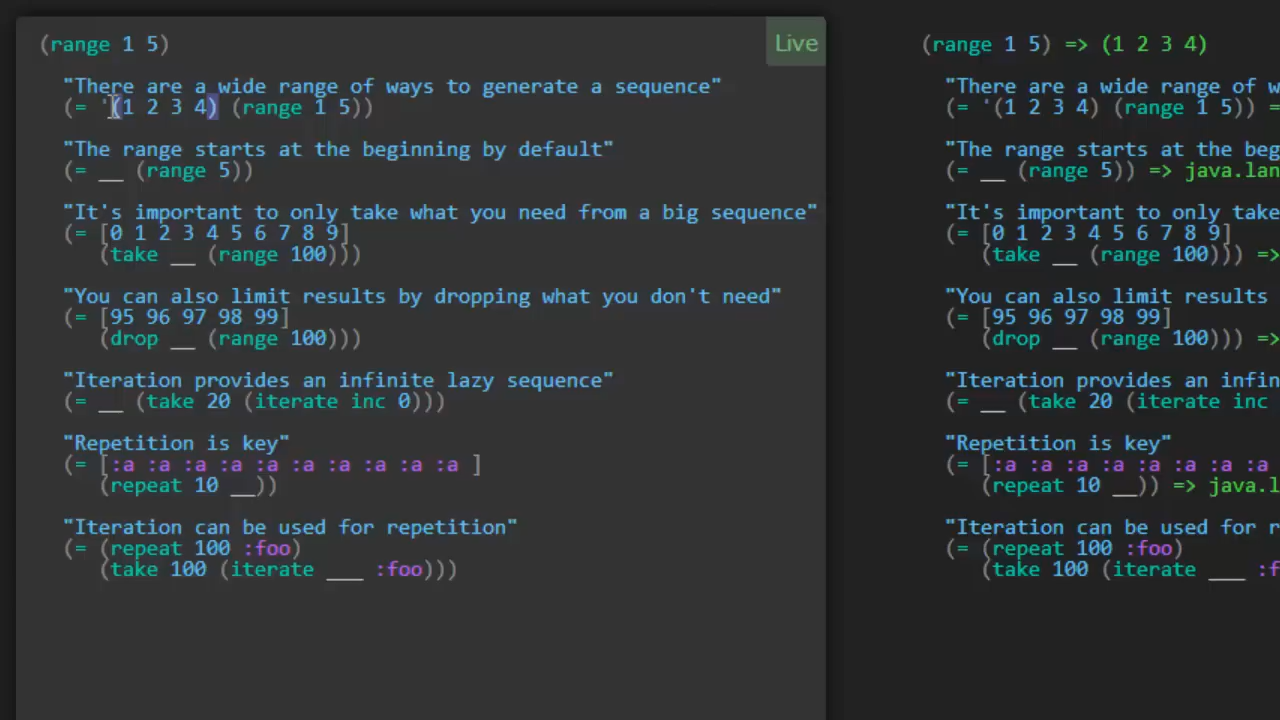 (range 1 5)
Live
"There are a wide range of ways to generate a sequence"
(= '(1 2 3 4) (range 1 5))
"The range starts at the beginning by default"
(= __ (range 5))
"It's important to only take what you need from a big sequence"
(= [0 1 2 3 4 5 6 7 8 9]
(take __ (range 100)))
"You can also limit results by dropping what you don't need"
(= [95 96 97 98 99]
(drop __ (range 100)))
"Iteration provides an infinite lazy sequence"
(= __ (take 20 (iterate inc 0)))
"Repetition is key"
(= [:a :a :a :a :a :a :a :a :a :a ]
(repeat 10 __))
"Iteration can be used for repetition"
(= (repeat 100 :foo)
(take 100 (iterate ___ :foo)))
(range 1 5) => (1 2 3 4)
"There are a wide range of w
(= '(1 2 3 4) (range 1 5)) =
"The range starts at the beg
(= __ (range 5)) => java.lan
"It's important to only take
(= [0 1 2 3 4 5 6 7 8 9]
(take __ (range 100))) =>
"You can also limit results
(= [95 96 97 98 99]
(drop __ (range 100))) =>
"Iteration provides an infin
(= __ (take 20 (iterate inc
"Repetition is key"
(= [:a :a :a :a :a :a :a :a
(repeat 10 __)) => java.l
"Iteration can be used for r
(= (repeat 100 :foo)
(take 100 (iterate ___ :f